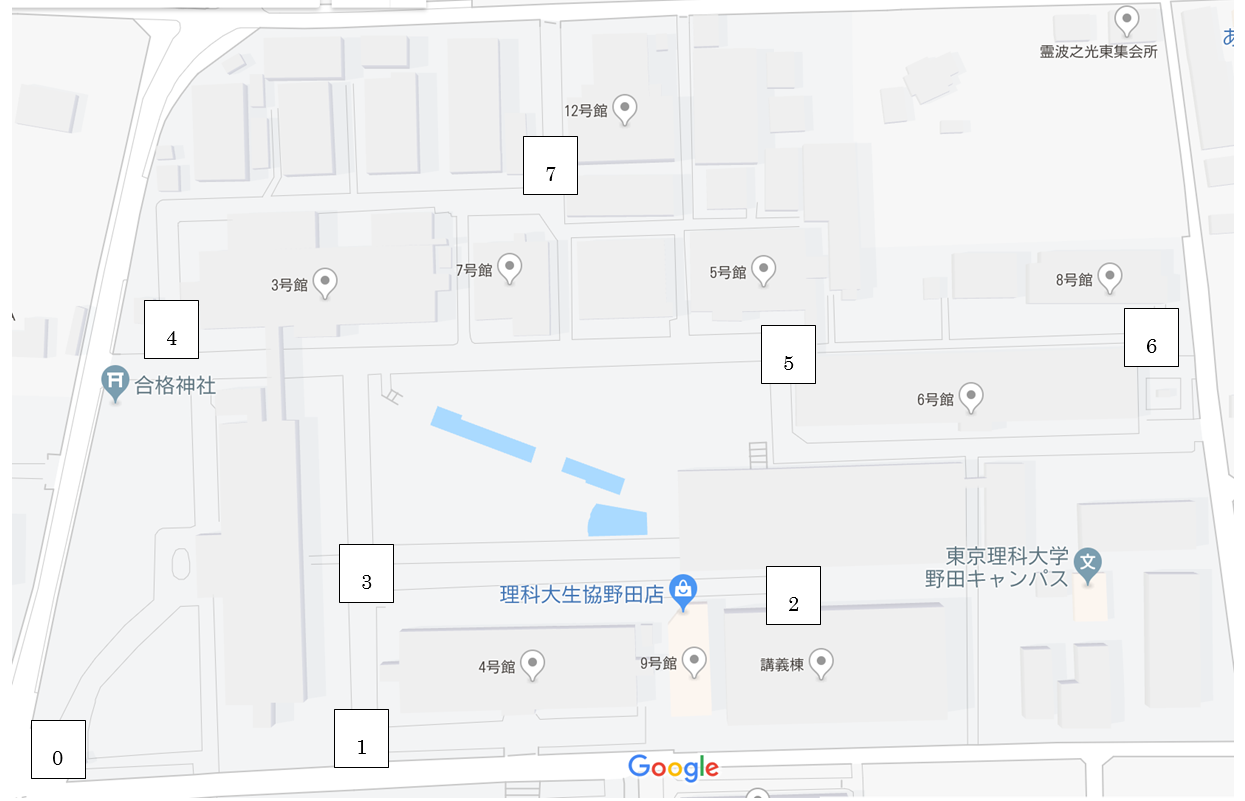 霊波之光東集会所
あ
12号館
7
3号館
7号館
5号館
8号館
4
5
6
合格神社
6号館
東京理科大学
野田キャンパス
3
理科大生協野田店
2
4号館
9号館
講義棟
0
1
Google